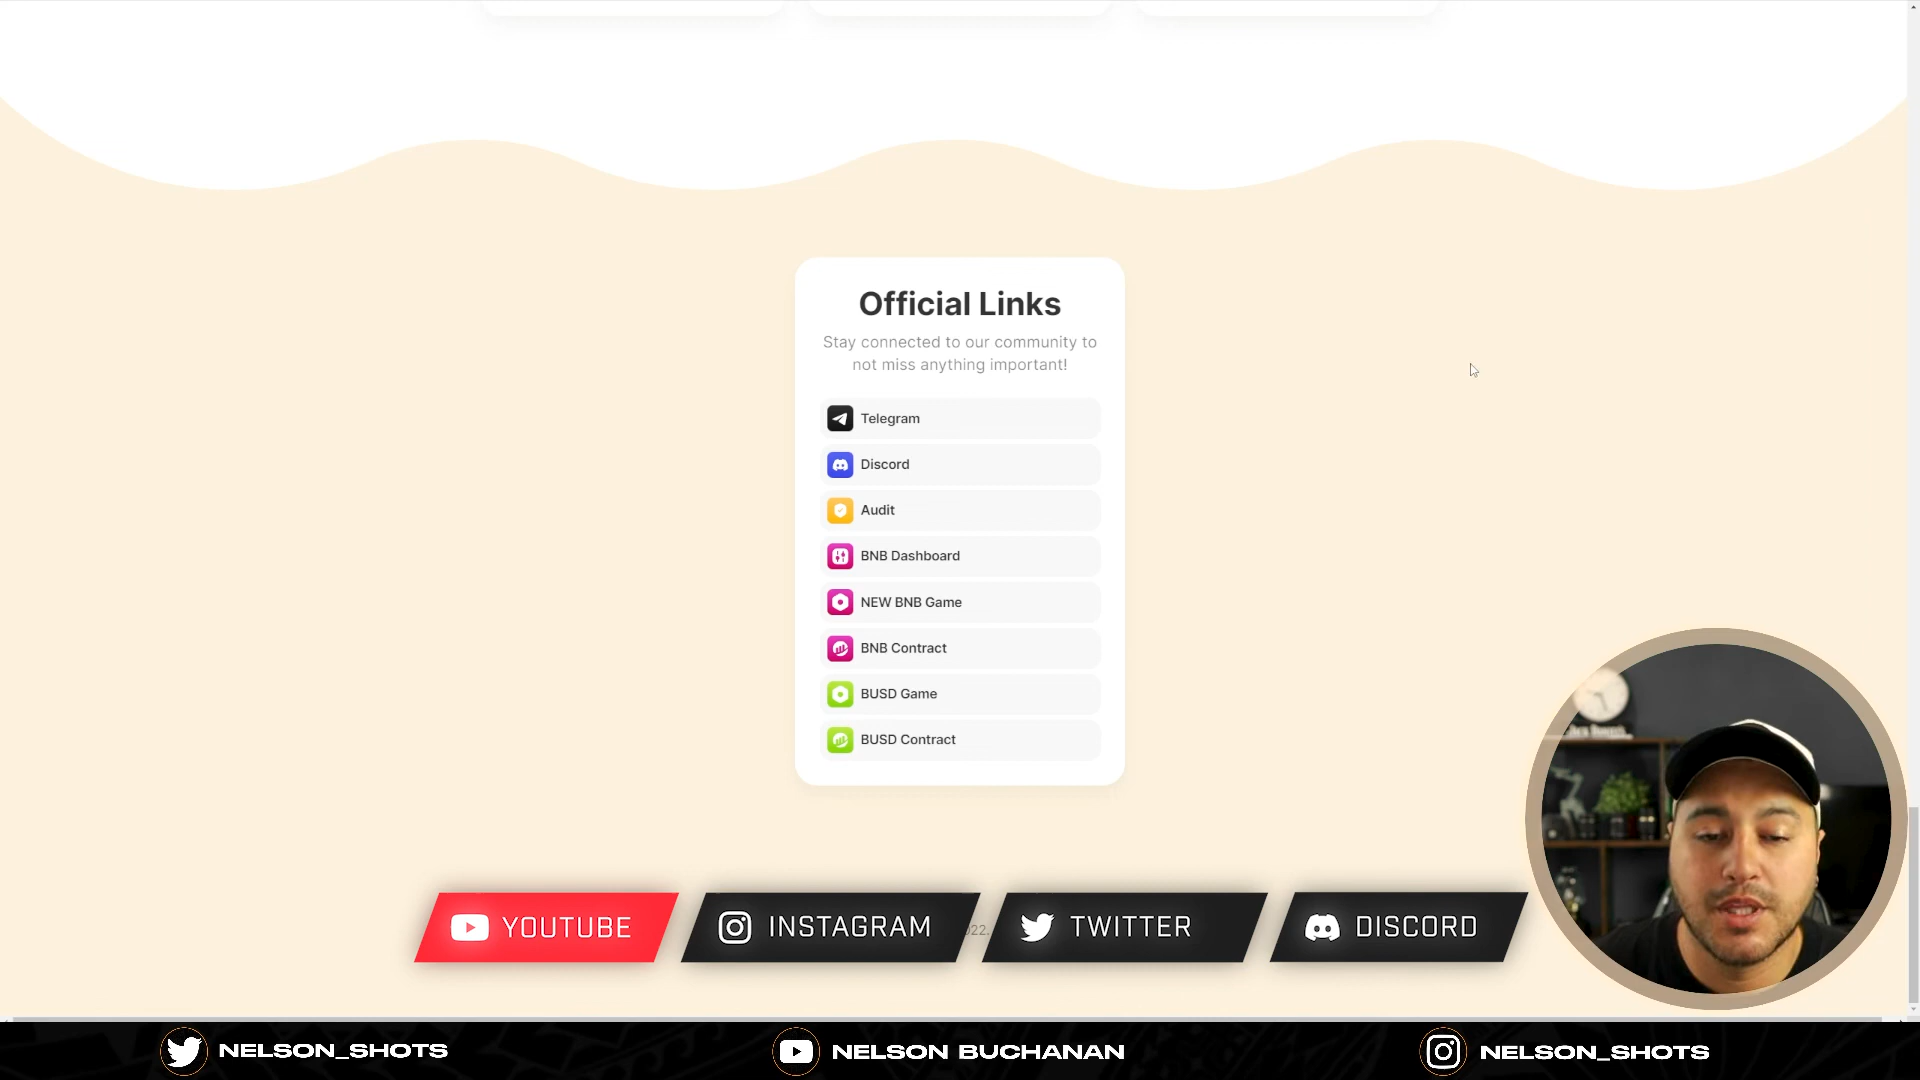 Official Links
Stay connected to our community to
not miss anything important!
Telegram
Discord
Audit
BNB Dashboard
NEW BNB Game
BNB Contract
BUSD Game
BUSD Contract
YOUTUBE
INSTAGRAM
022.
TWITTER
DISCORD
NELSON_SHOTS
NELSON BUCHANAN
NELSON_SHOTS